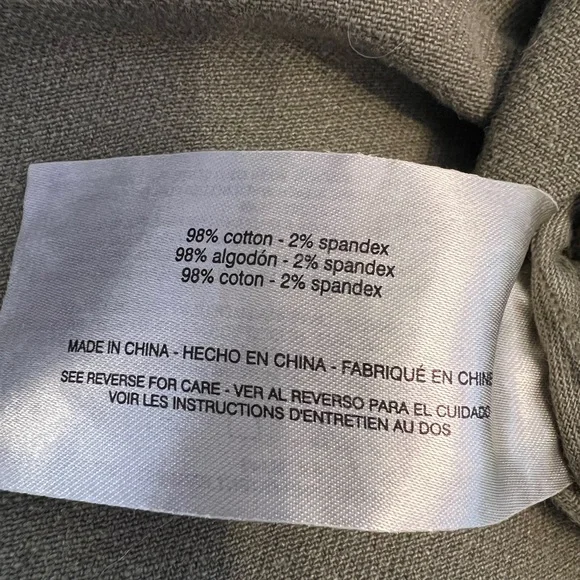 98% cotton - 2% spandex
98% algodón - 2% spandex
98% coton - 2% spandex
MADE IN CHINA - HECHO EN CHINA - FABRIQUÉ EN CHINE
SEE REVERSE FOR CARE - VER AL REVERSO PARA EL CUIDADO
VOIR LES INSTRUCTIONS D'ENTRETIEN AU DOS